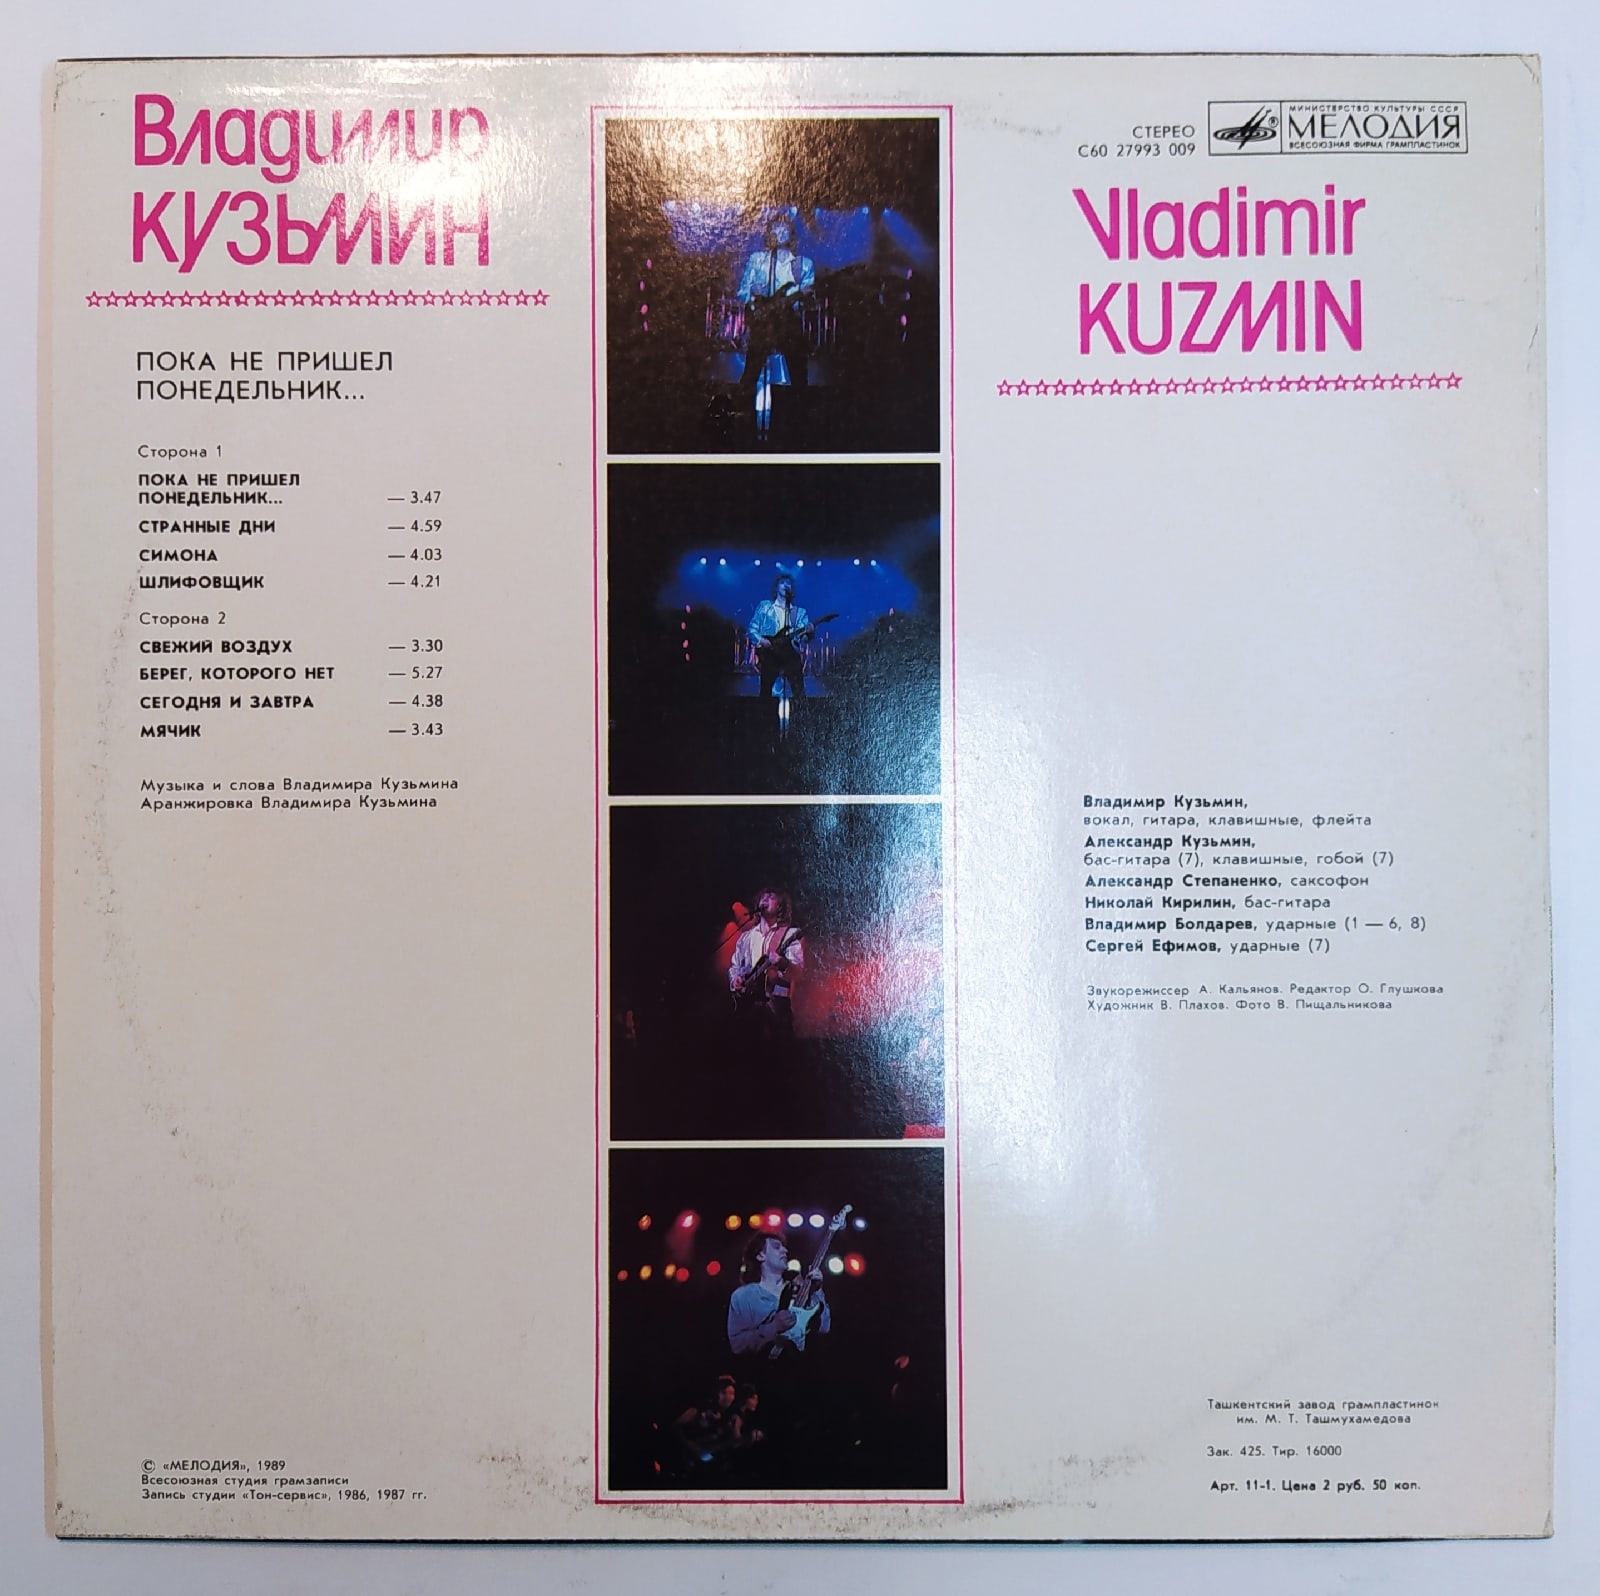 Владимир
КУЗЬМИН
ПОКА НЕ ПРИШЕЛ
ПОНЕДЕЛЬНИК...
Сторона 1
ПОКА НЕ ПРИШЕЛ
ПОНЕДЕЛЬНИК... — 3.47
СТРАННЫЕ ДНИ — 4.59
СИМОНА — 4.03
ШЛИФОВЩИК — 4.21
Сторона 2
СВЕЖИЙ ВОЗДУХ — 3.30
БЕРЕГ, КОТОРОГО НЕТ — 5.27
СЕГОДНЯ И ЗАВТРА — 4.38
МЯЧИК — 3.43
Музыка и слова Владимира Кузьмина
Аранжировка Владимира Кузьмина
© «МЕЛОДИЯ», 1989
Всесоюзная студия грамзаписи
Запись студии «Тон-сервис», 1986, 1987 гг.
СТЕРЕО
С60 27993 009
МИНИСТЕРСТВО КУЛЬТУРЫ СССР
®МЕЛОДИЯ
ВСЕСОЮЗНАЯ ФИРМА ГРАМПЛАСТИНОК
Vladimir
KUZMIN
Владимир Кузьмин,
вокал, гитара, клавишные, флейта
Александр Кузьмин,
бас-гитара (7), клавишные, гобой (7)
Александр Степаненко, саксофон
Николай Кирилин, бас-гитара
Владимир Болдарев, ударные (1 — 6, 8)
Сергей Ефимов, ударные (7)
Звукорежиссер А. Кальянов. Редактор О. Глушкова
Художник В. Плахов. Фото В. Пищальникова
Ташкентский завод грампластинок
им. М. Т. Ташмухамедова
Зак. 425. Тир. 16000
Арт. 11-1. Цена 2 руб. 50 коп.